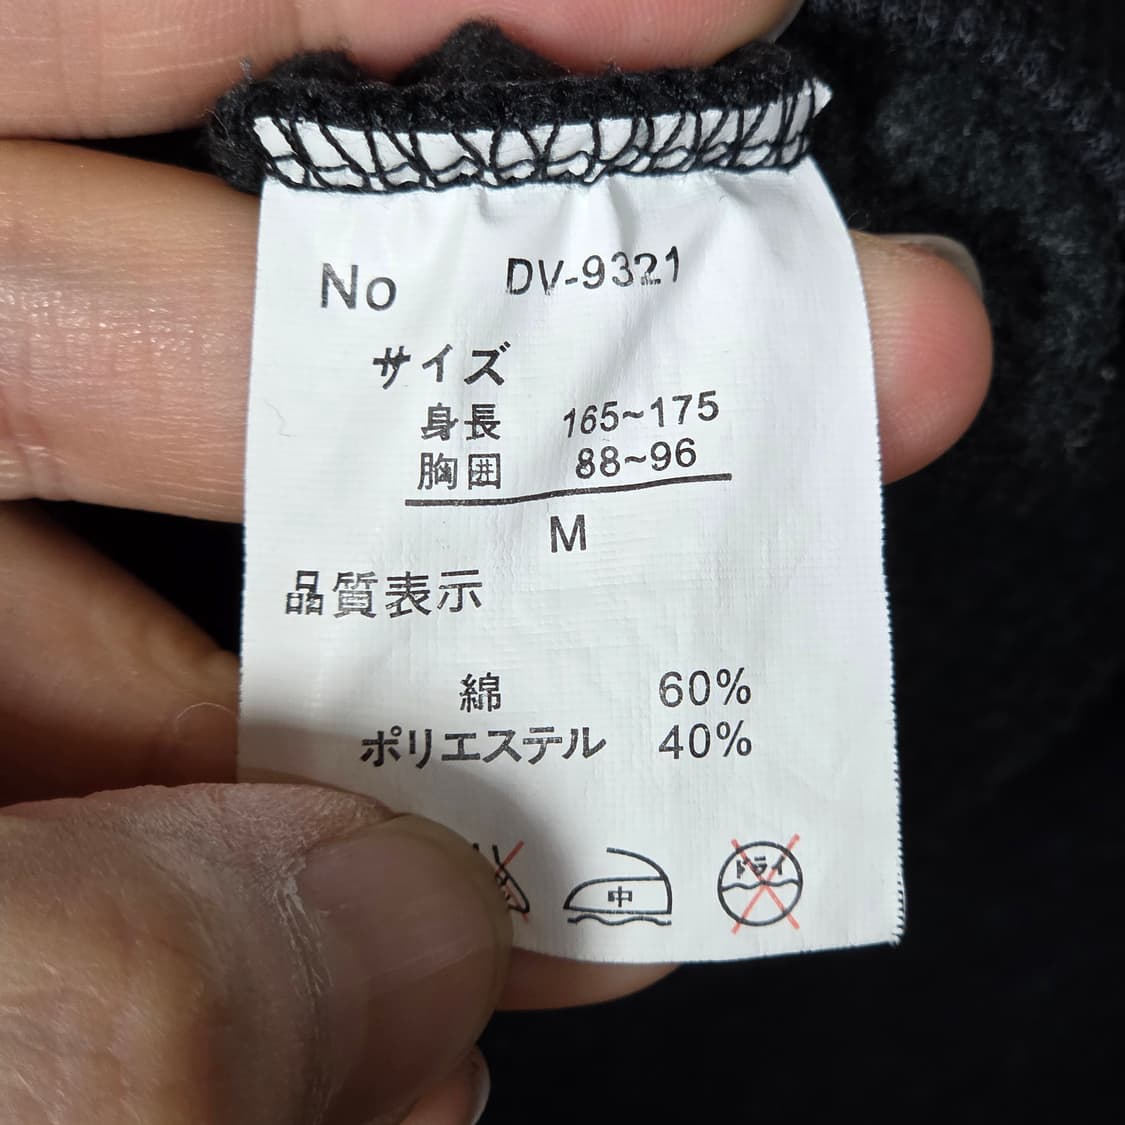 No DV-9321
サイズ
身長 165~175
胸囲 88~96
M
品質表示
綿 60%
ポリエステル 40%
中 ドライ